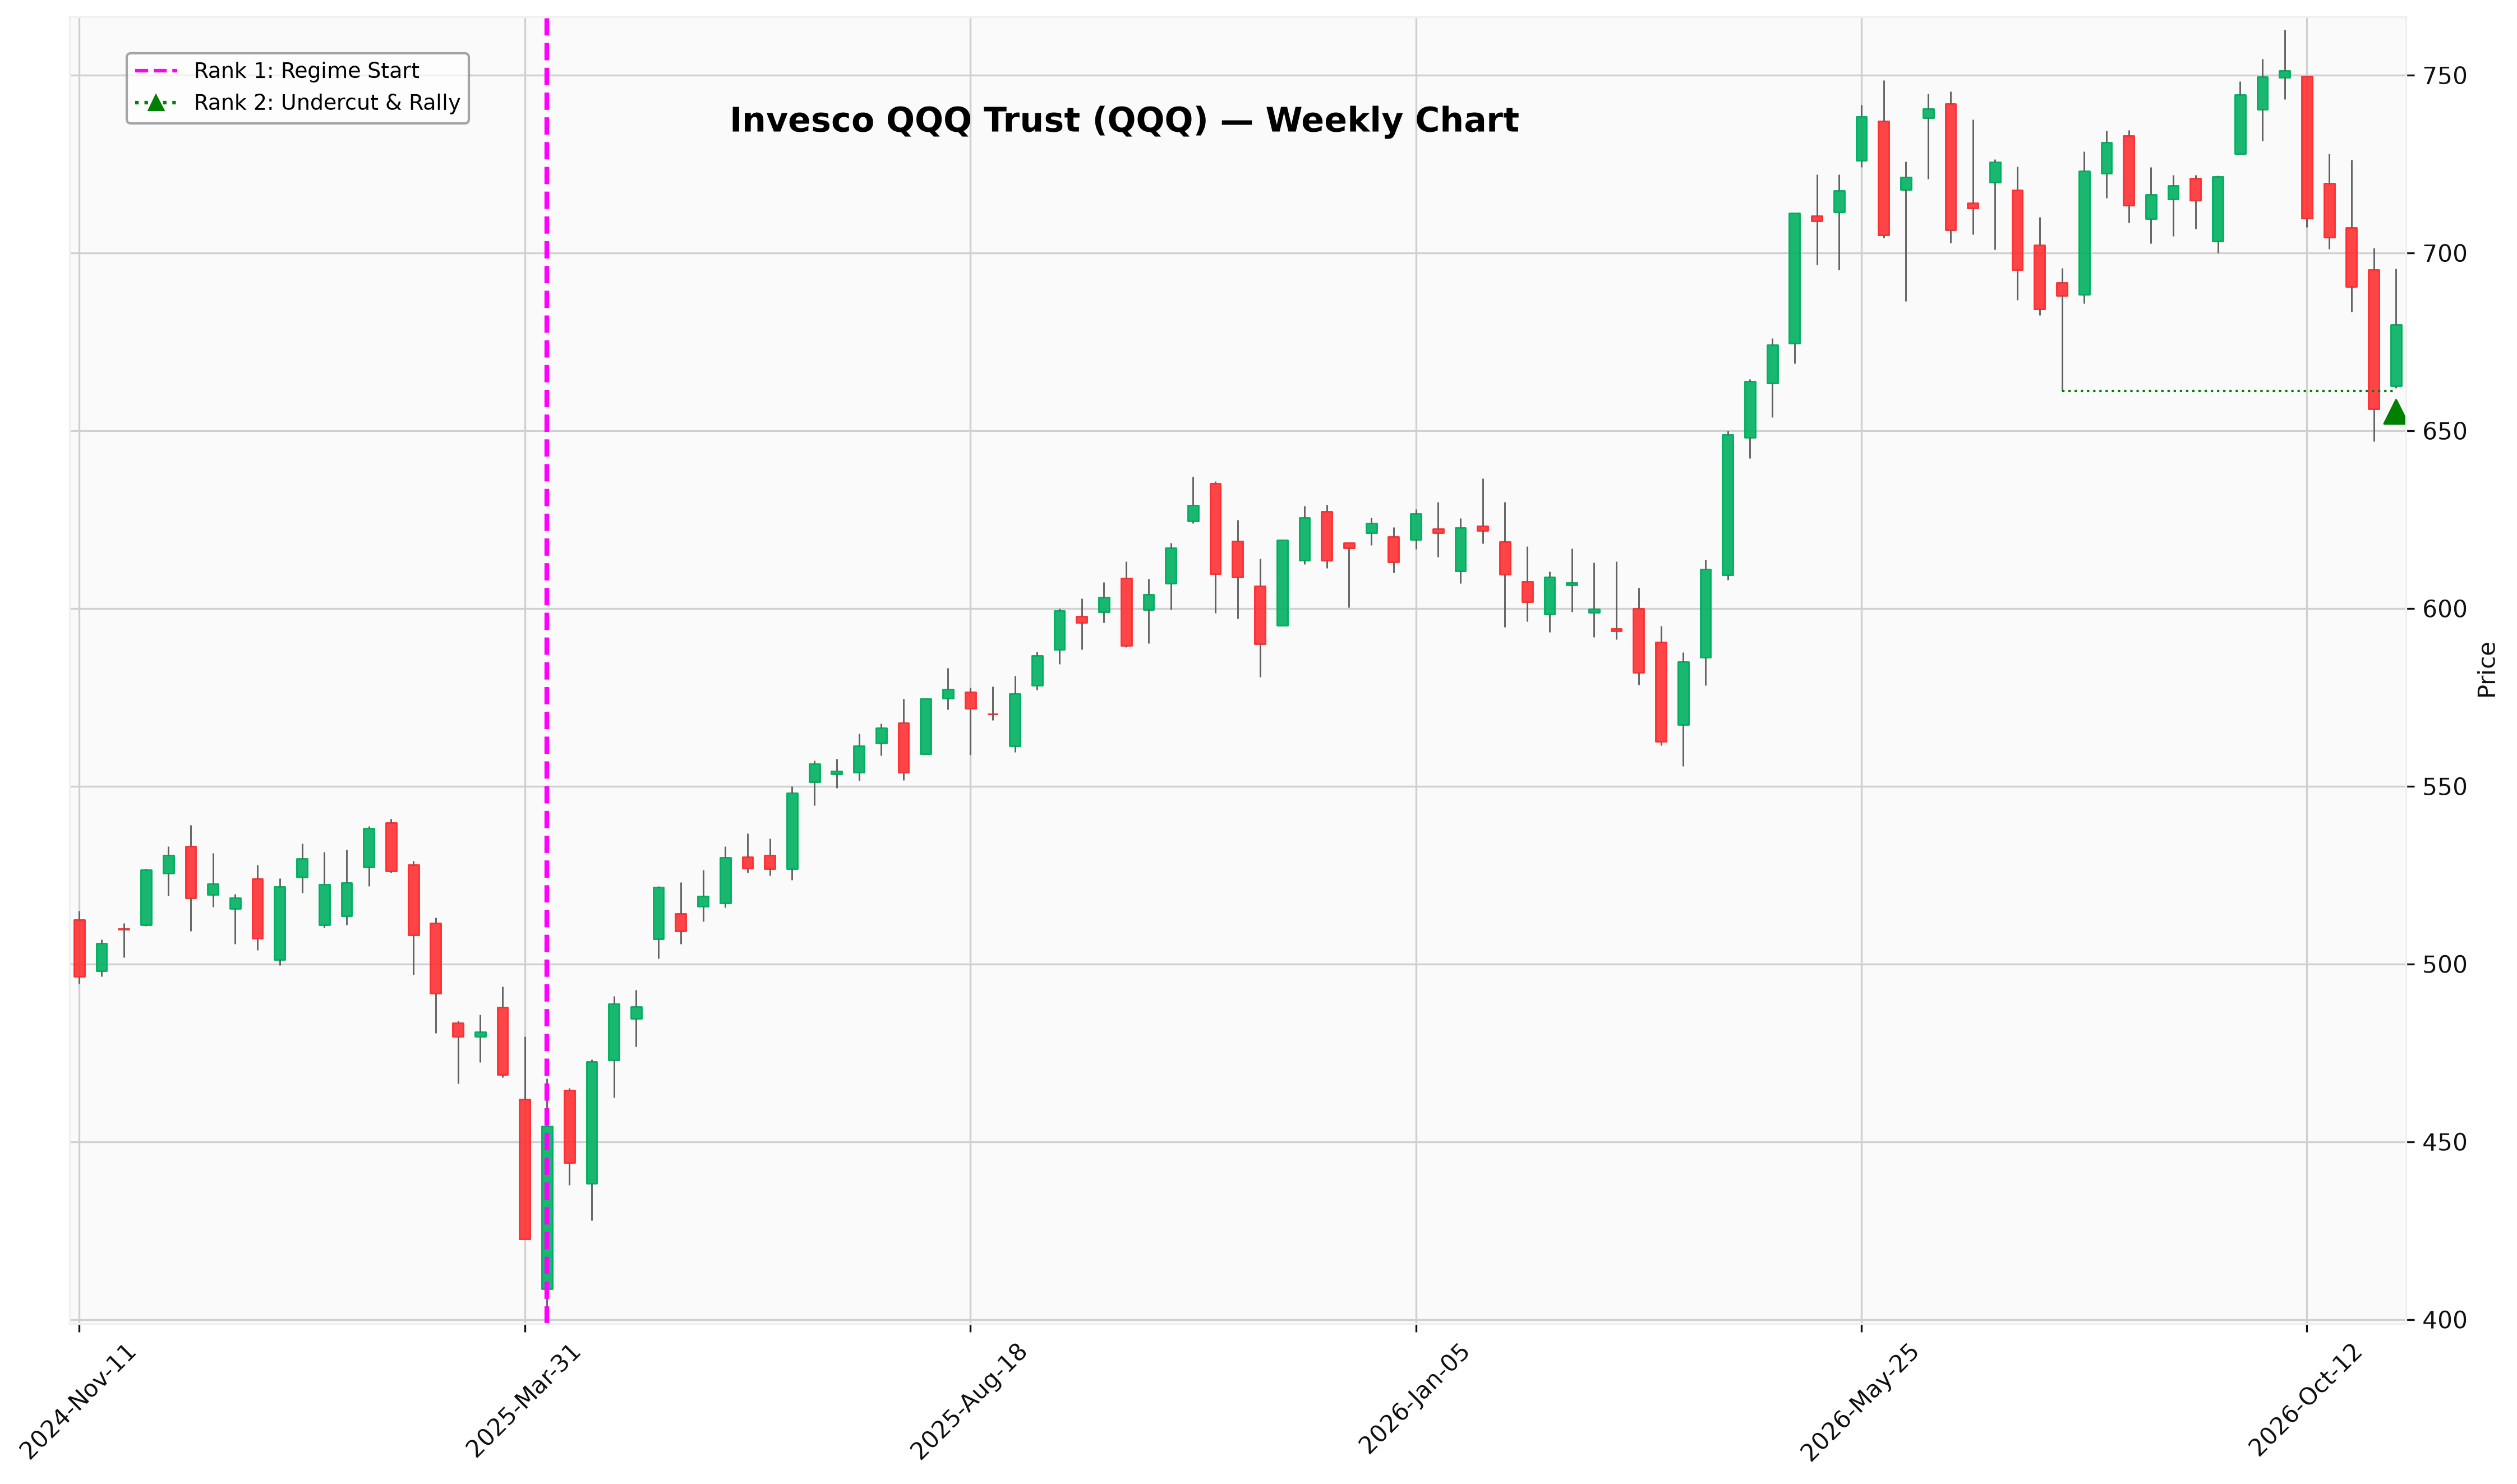 Rank 1: Regime Start
Rank 2: Undercut & Rally
Invesco QQQ Trust (QQQ) — Weekly Chart
750
700
650
600
550
500
450
400
Price
2024-Nov-11
2025-Mar-31
2025-Aug-18
2026-Jan-05
2026-May-25
2026-Oct-12